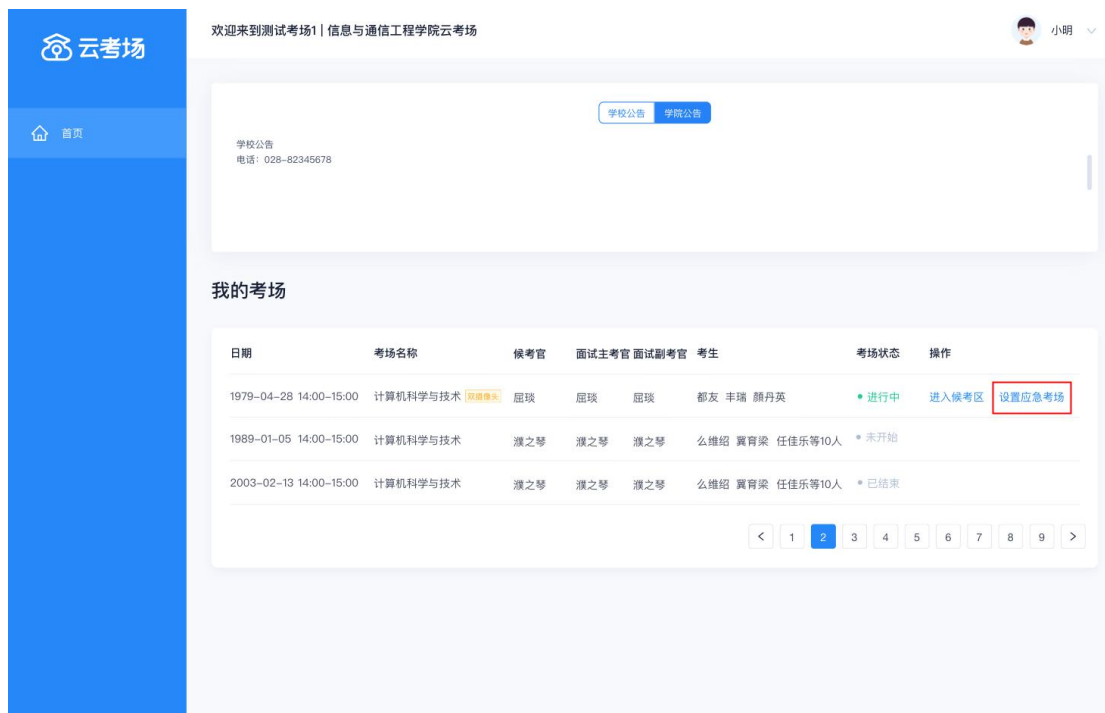 云考场
欢迎来到测试考场1 | 信息与通信工程学院云考场
小明
首页
学校公告 学院公告
学校公告
电话：028-82345678
我的考场
日期 考场名称 候考官 面试主考官 面试副考官 考生 考场状态 操作
1979-04-28 14:00-15:00 计算机科学与技术 双摄像头 屈琰 屈琰 屈琰 都友 丰瑞 顏丹英 进行中 进入候考区 设置应急考场
1989-01-05 14:00-15:00 计算机科学与技术 濮之琴 濮之琴 濮之琴 么维绍 冀育梁 任佳乐等10人 未开始
2003-02-13 14:00-15:00 计算机科学与技术 濮之琴 濮之琴 濮之琴 么维绍 冀育梁 任佳乐等10人 已结束
< 1 2 3 4 5 6 7 8 9 >